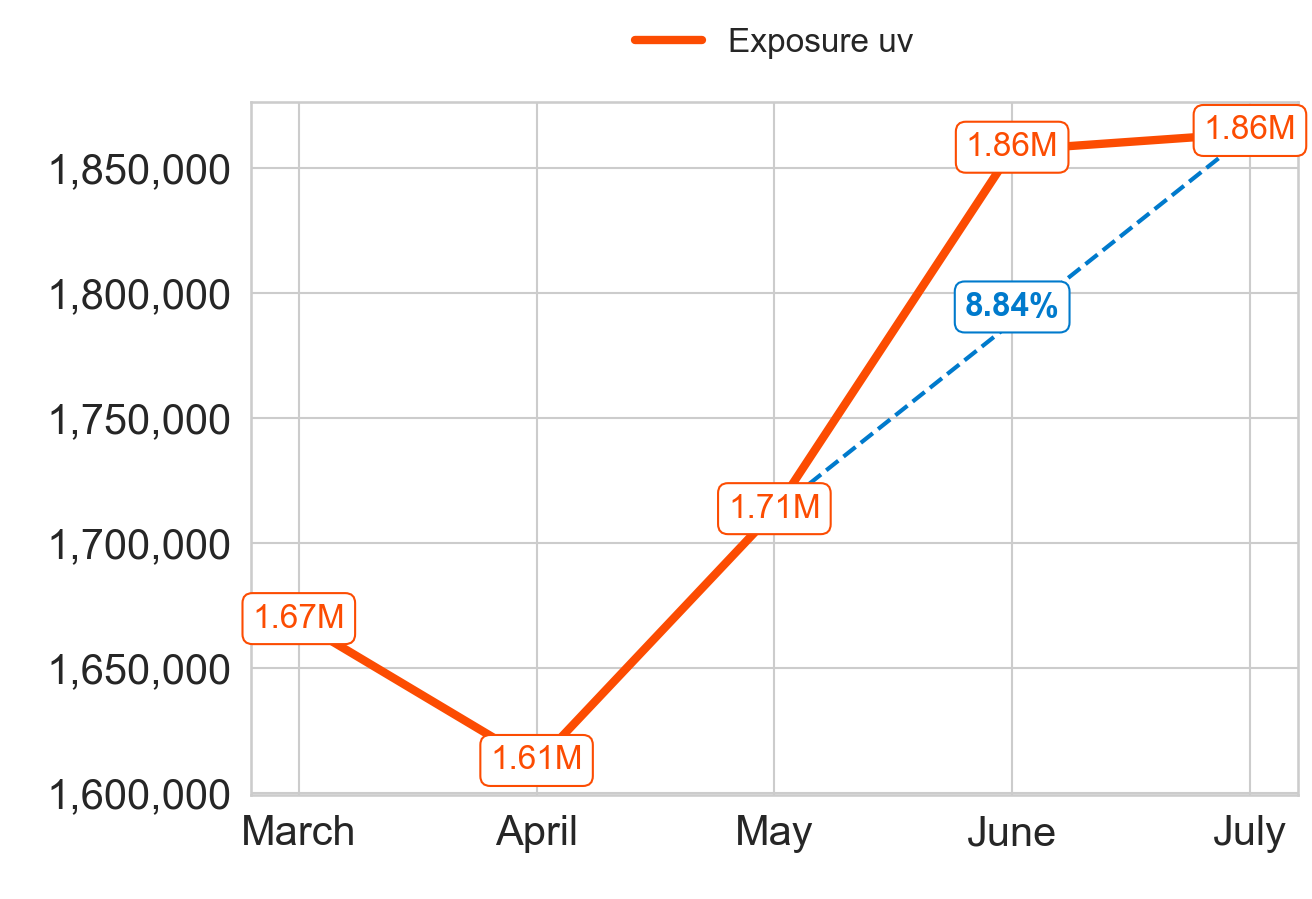 Exposure uv
1,850,000
1,800,000
1,750,000
1,700,000
1,650,000
1,600,000
1.67M
1.61M
1.71M
1.86M
1.86M
8.84%
March April May June July